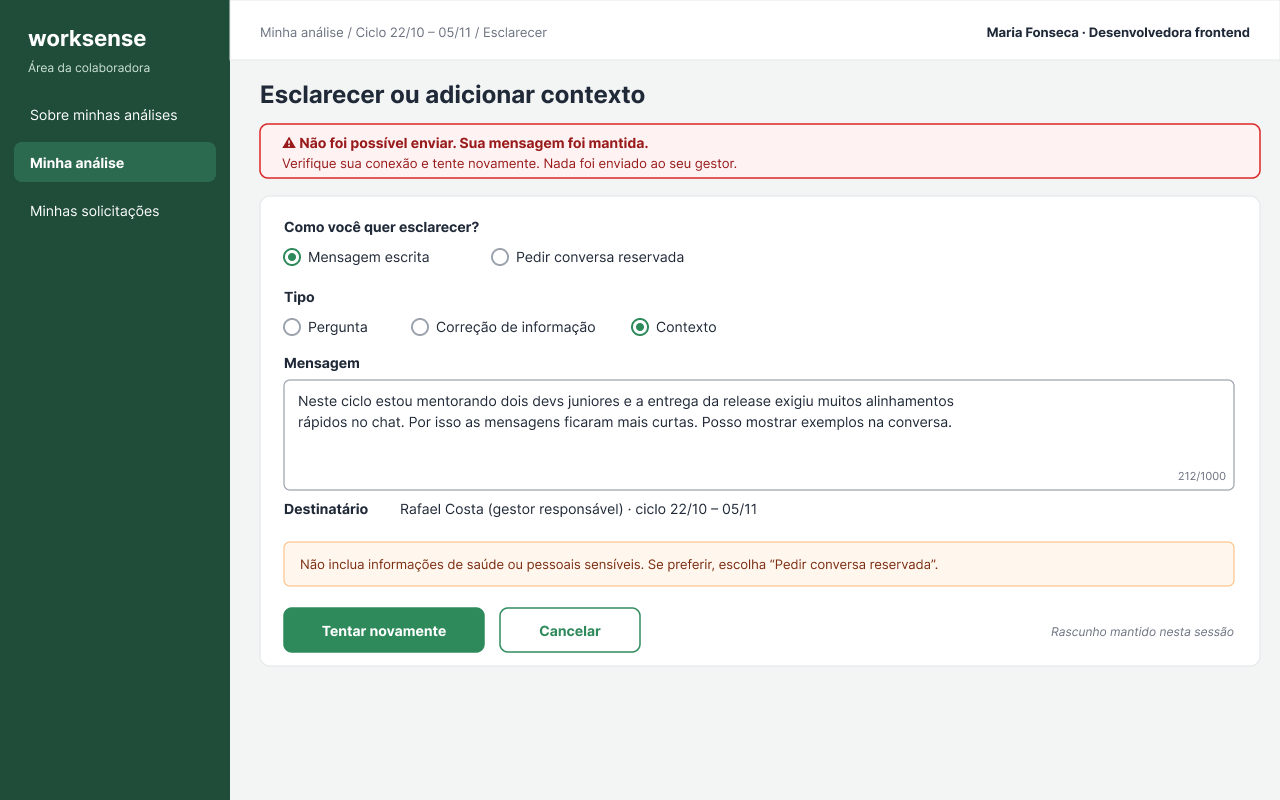 worksense
Área da colaboradora
Sobre minhas análises
Minha análise
Minhas solicitações
Minha análise / Ciclo 22/10 – 05/11 / Esclarecer
Maria Fonseca · Desenvolvedora frontend
Esclarecer ou adicionar contexto
⚠ Não foi possível enviar. Sua mensagem foi mantida.
Verifique sua conexão e tente novamente. Nada foi enviado ao seu gestor.
Como você quer esclarecer?
Mensagem escrita
Pedir conversa reservada
Tipo
Pergunta
Correção de informação
Contexto
Mensagem
Neste ciclo estou mentorando dois devs juniores e a entrega da release exigiu muitos alinhamentos
rápidos no chat. Por isso as mensagens ficaram mais curtas. Posso mostrar exemplos na conversa.
212/1000
Destinatário
Rafael Costa (gestor responsável) · ciclo 22/10 – 05/11
Não inclua informações de saúde ou pessoais sensíveis. Se preferir, escolha “Pedir conversa reservada”.
Tentar novamente
Cancelar
Rascunho mantido nesta sessão